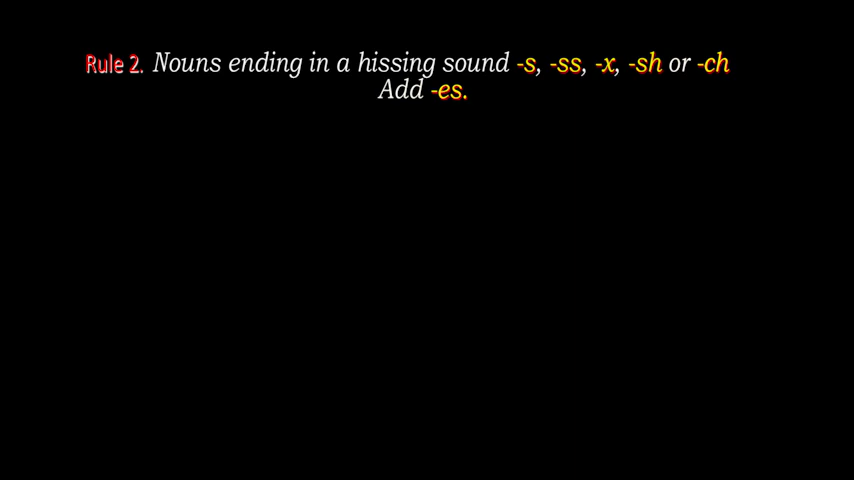 Rule 2. Nouns ending in a hissing sound -s, -ss, -x, -sh or -ch
Add -es.